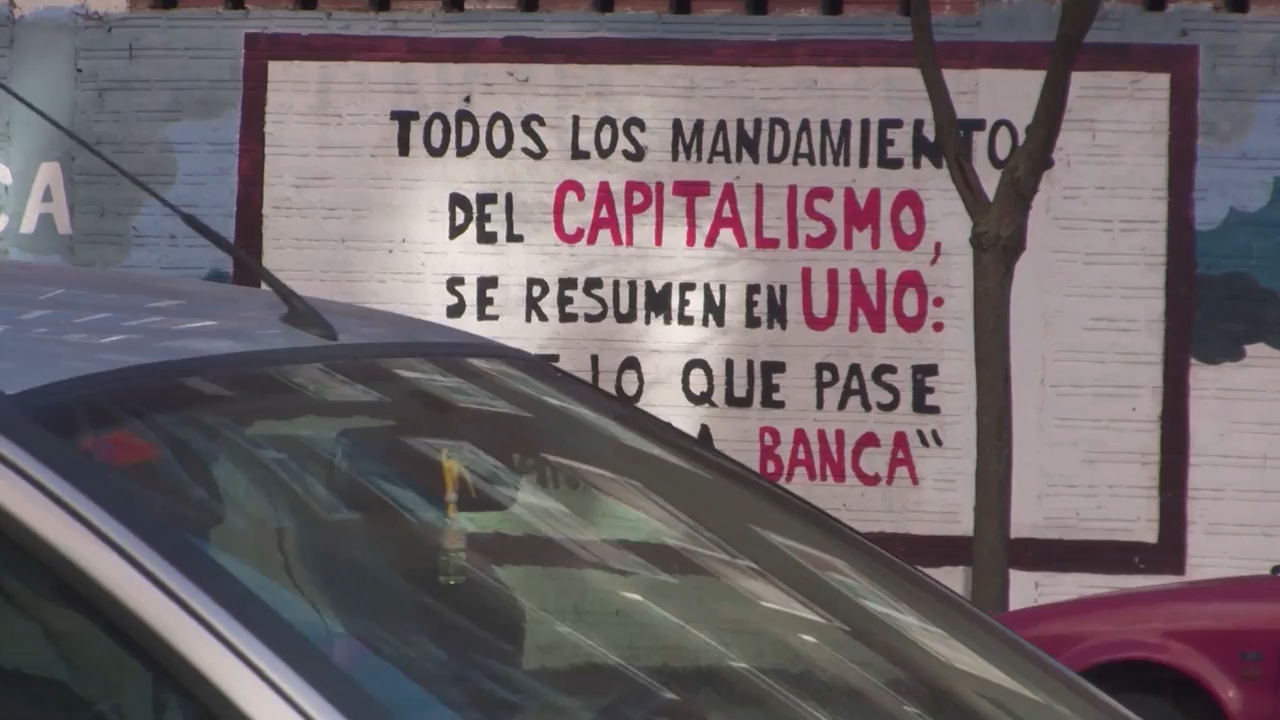 CA
TODOS LOS MANDAMIENTOS
DEL CAPITALISMO,
SE RESUMEN EN UNO:
LO QUE PASE
BANCA"